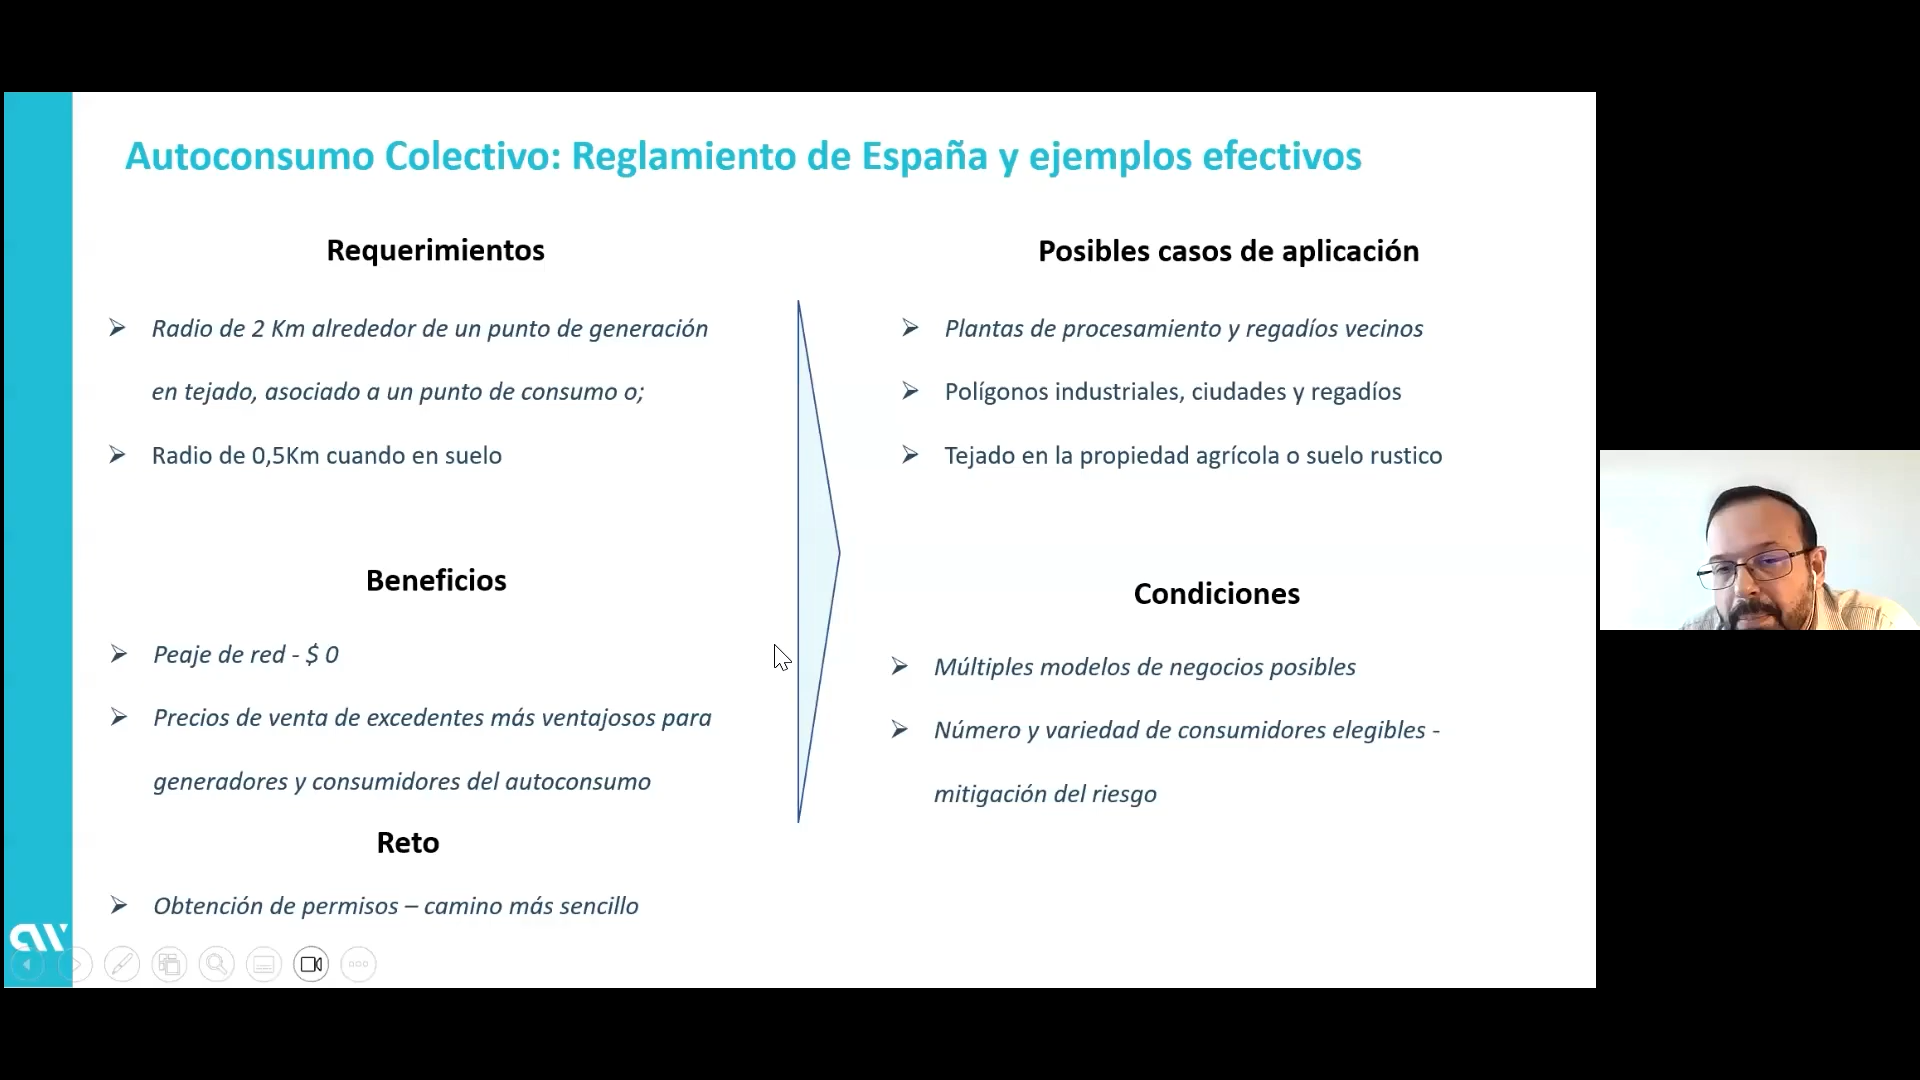 Autoconsumo Colectivo: Reglamiento de España y ejemplos efectivos
Requerimientos
Radio de 2 Km alrededor de un punto de generación
en tejado, asociado a un punto de consumo o;
Radio de 0,5Km cuando en suelo
Beneficios
Peaje de red - $ 0
Precios de venta de excedentes más ventajosos para
generadores y consumidores del autoconsumo
Reto
Obtención de permisos – camino más sencillo
Posibles casos de aplicación
Plantas de procesamiento y regadíos vecinos
Polígonos industriales, ciudades y regadíos
Tejado en la propiedad agrícola o suelo rustico
Condiciones
Múltiples modelos de negocios posibles
Número y variedad de consumidores elegibles -
mitigación del riesgo